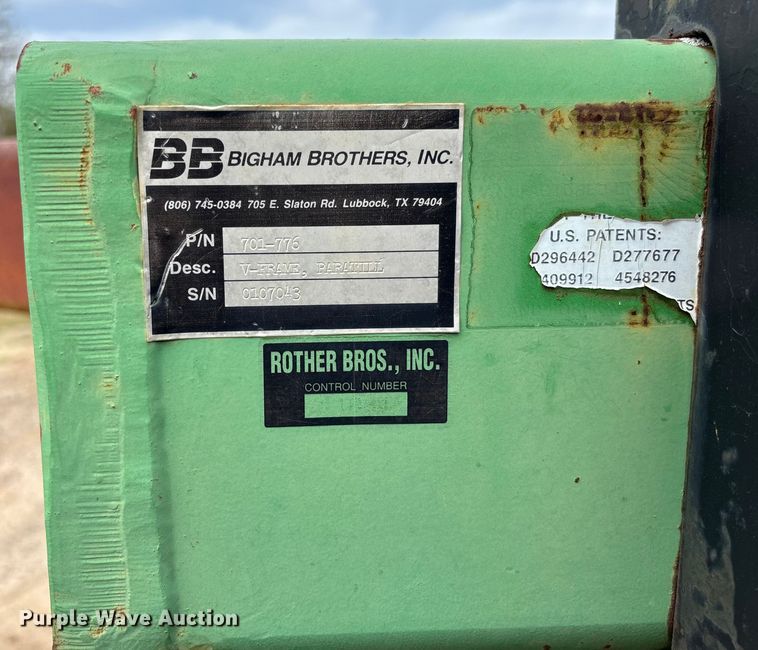 BB BIGHAM BROTHERS, INC.
(806) 745-0384 705 E. Slaton Rd. Lubbock, TX 79404
P/N 701-776
Desc. V-FRAME, PARATILL
S/N 0107043
U.S. PATENTS:
D296442 D277677
409912 4548276
TS
ROTHER BROS., INC.
CONTROL NUMBER
Purple Wave Auction